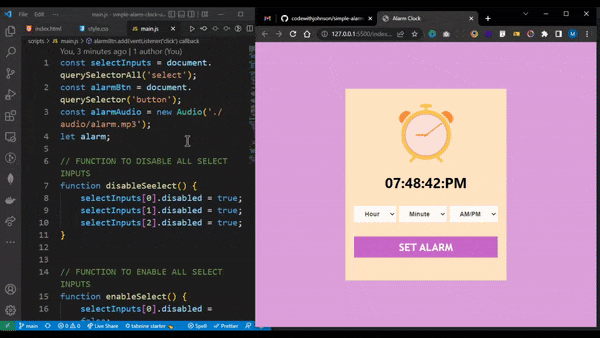 main.js - simple-alarm-clock-u...
index.html
style.css
main.js
scripts > main.js > alarmBtn.addEventListener('click') callback
You, 3 minutes ago | 1 author (You)
1 const selectInputs = document.
querySelectorAll('select');
2 const alarmBtn = document.
querySelector('button');
3 const alarmAudio = new Audio('./
audio/alarm.mp3');
4 let alarm;
5
6 // FUNCTION TO DISABLE ALL SELECT
INPUTS
7 function disableSeelect() {
8 selectInputs[0].disabled = true;
9 selectInputs[1].disabled = true;
10 selectInputs[2].disabled = true;
11 }
12
14 // FUNCTION TO ENABLE ALL SELECT
INPUTS
15 function enableSelect() {
16 selectInputs[0].disabled =
false;
main
0
0
Live Share
tabnine starter
Spell
Prettier
codewithjohnson/simple-alarm
Alarm Clock
127.0.0.1:5500/index...
M
07:48:42:PM
Hour
Minute
AM/PM
SET ALARM